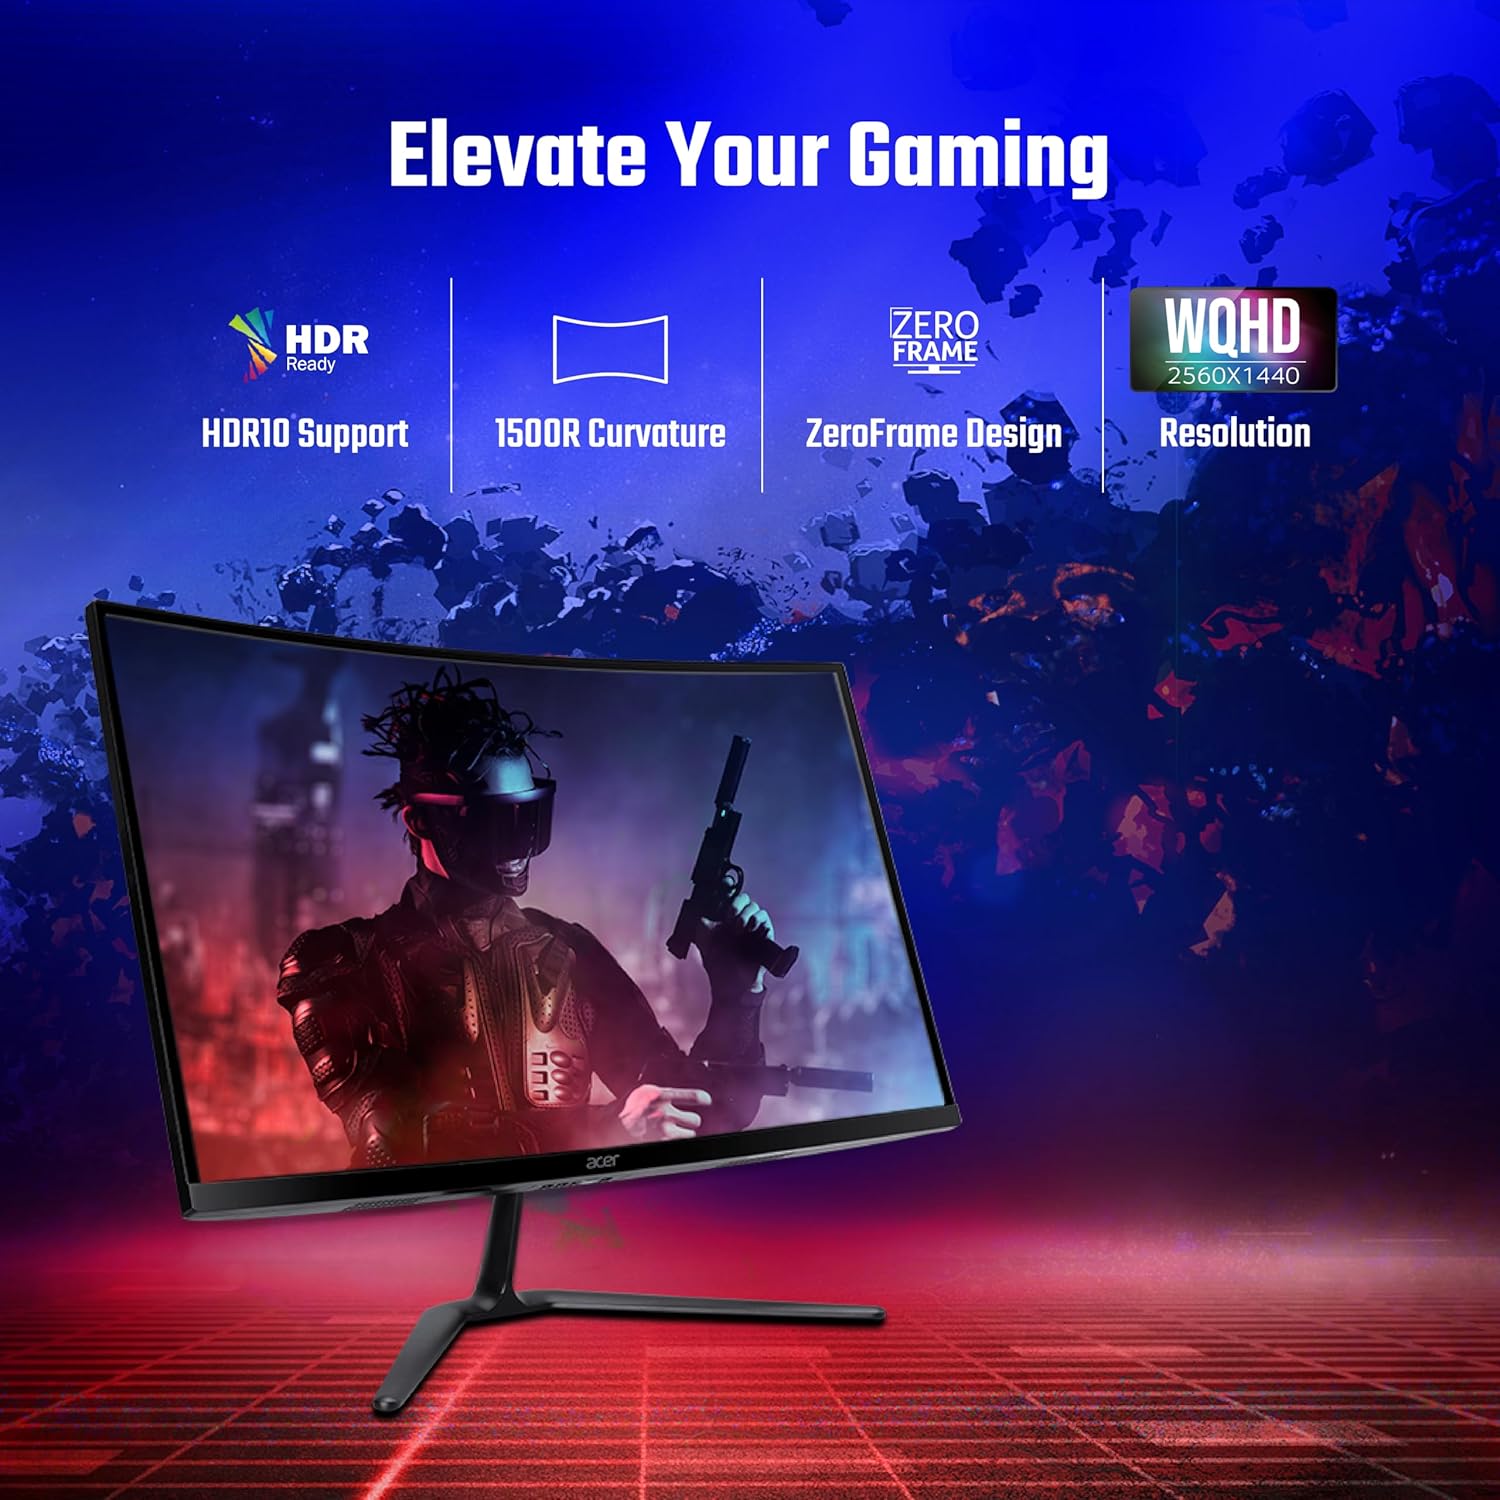 Elevate Your Gaming
HDR
Ready
HDR10 Support
1500R Curvature
ZERO
FRAME
ZeroFrame Design
WQHD
2560X1440
Resolution
acer